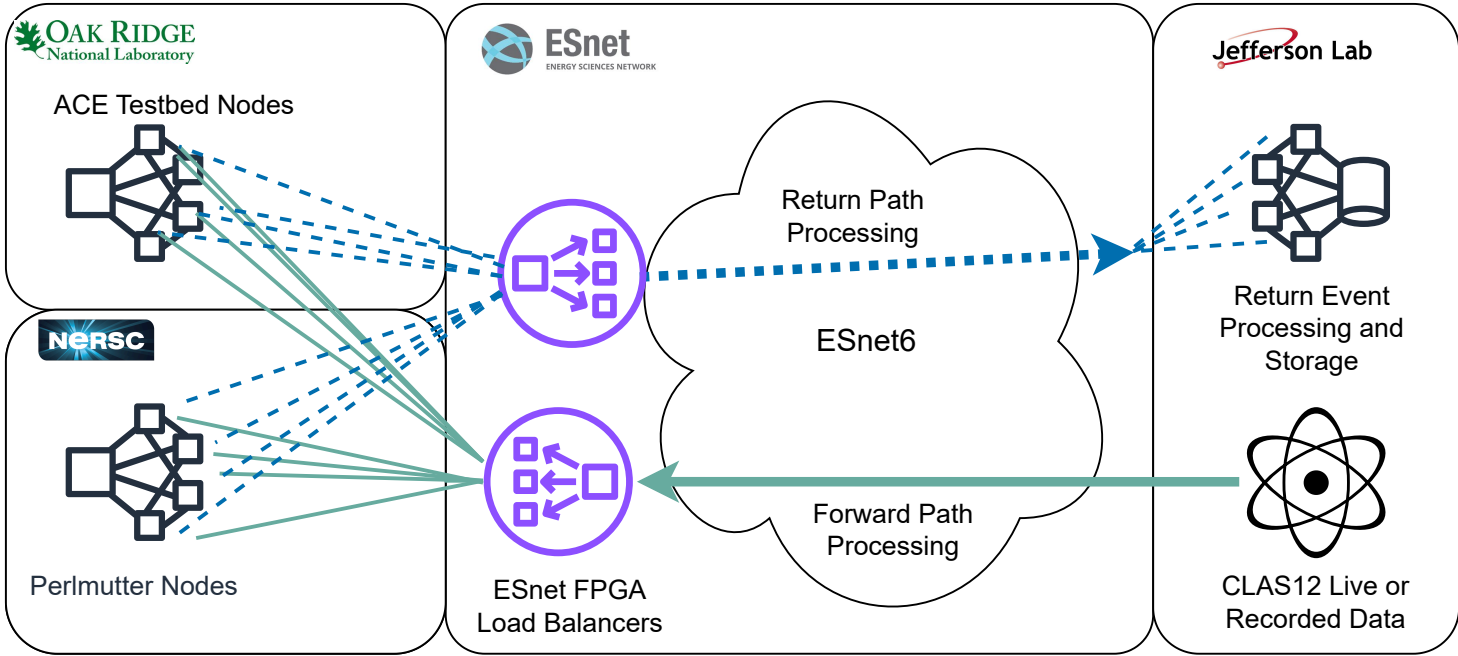 OAK RIDGE
National Laboratory
ACE Testbed Nodes
NERSC
Perlmutter Nodes
ESnet
ENERGY SCIENCES NETWORK
Return Path
Processing
ESnet6
Forward Path
Processing
ESnet FPGA
Load Balancers
Jefferson Lab
Return Event
Processing and
Storage
CLAS12 Live or
Recorded Data